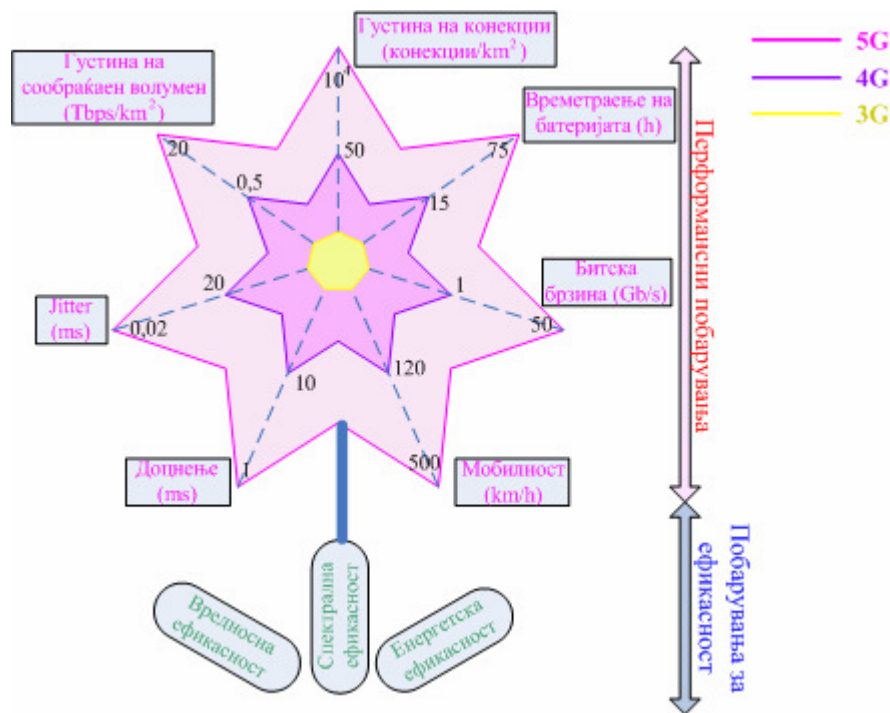 Густина на конекции
(конекции/km²)
Густина на
сообраќаен волумен
(Tbps/km²)
Времетраење на
батеријата (h)
5G
4G
3G
10⁴
20
75
50
0,5
15
Битска
брзина (Gb/s)
20
1
Jitter
(ms)
0,02
50
10
120
Доцнење
(ms)
1
500
Мобилност
(km/h)
Перформански побарувања
Вредносна
ефикасност
Спектрална
ефикасност
Енергетска
ефикасност
Побарувања за
ефикасност